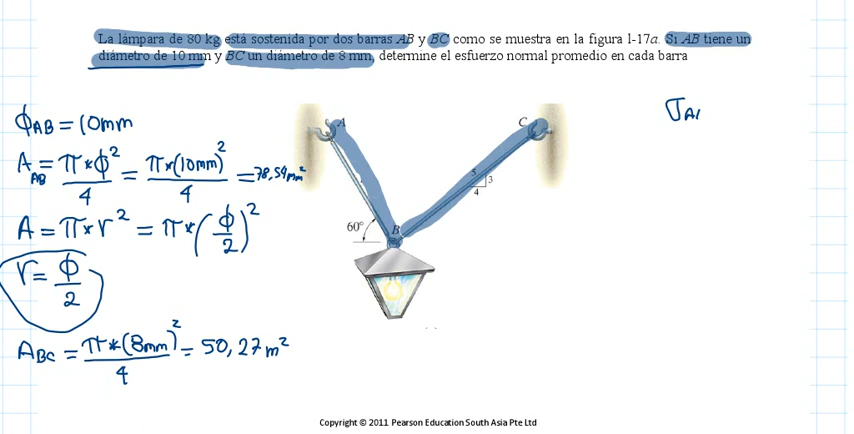 La lámpara de 80 kg está sostenida por dos barras AB y BC como se muestra en la figura 1-17a. Si AB tiene un
diámetro de 10 mm y BC un diámetro de 8 mm, determine el esfuerzo normal promedio en cada barra
ϕAB = 10mm
A AB = π*ϕ²/4 = π*(10mm)²/4 = 78,54mm²
A = π*r² = π*(ϕ/2)²
r = ϕ/2
ABC = π*(8mm)²/4 = 50,27m²
σAB
A
C
5
3
4
60°
B
Copyright © 2011 Pearson Education South Asia Pte Ltd